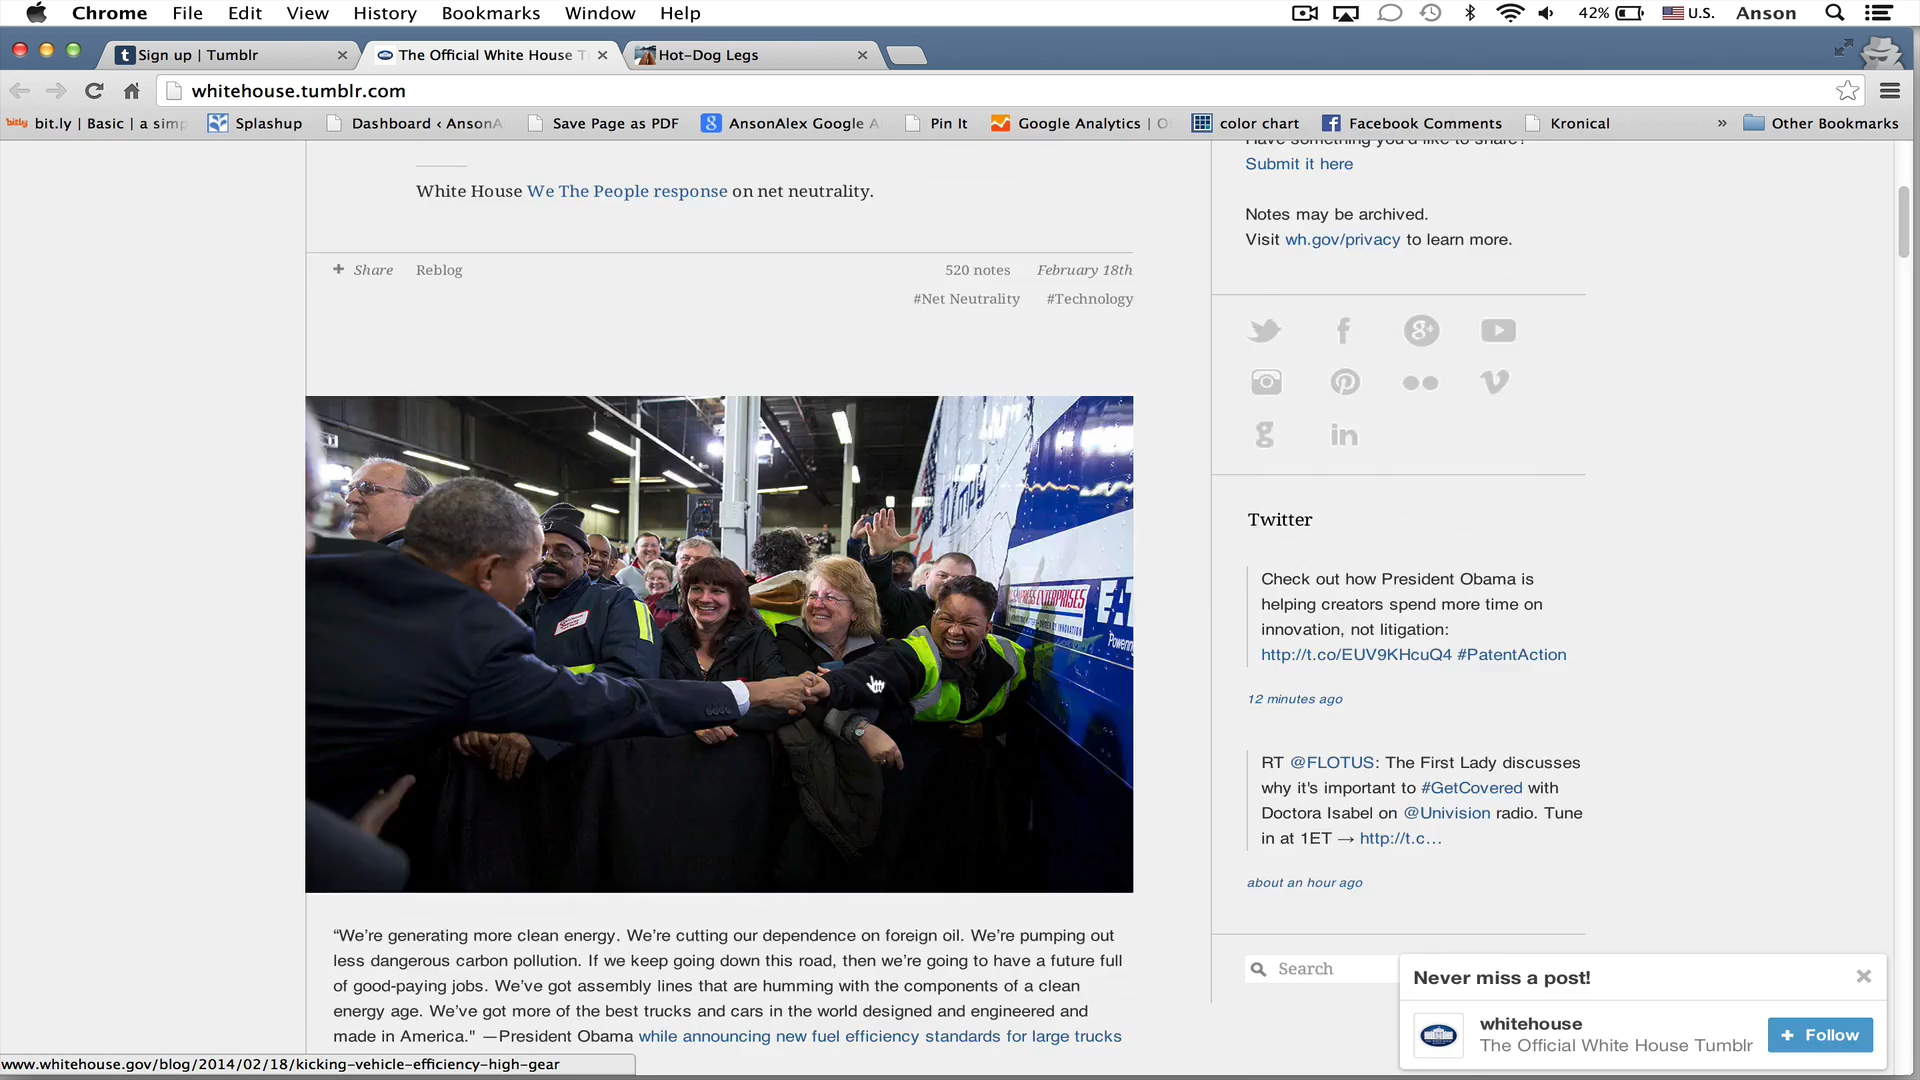 Chrome File Edit View History Bookmarks Window Help 42% U.S. Anson
Sign up | Tumblr The Official White House T Hot-Dog Legs
whitehouse.tumblr.com
bitly bit.ly | Basic | a simp Splashup Dashboard ‹ AnsonA Save Page as PDF AnsonAlex Google A Pin It Google Analytics | O color chart Facebook Comments Kronical » Other Bookmarks
White House We The People response on net neutrality.
+ Share Reblog 520 notes February 18th
#Net Neutrality #Technology
EXPRESS ENTERPRISES
"We're generating more clean energy. We're cutting our dependence on foreign oil. We're pumping out
less dangerous carbon pollution. If we keep going down this road, then we're going to have a future full
of good-paying jobs. We've got assembly lines that are humming with the components of a clean
energy age. We've got more of the best trucks and cars in the world designed and engineered and
made in America." —President Obama while announcing new fuel efficiency standards for large trucks
Submit it here
Notes may be archived.
Visit wh.gov/privacy to learn more.
Twitter
Check out how President Obama is
helping creators spend more time on
innovation, not litigation:
http://t.co/EUV9KHcuQ4 #PatentAction
12 minutes ago
RT @FLOTUS: The First Lady discusses
why it's important to #GetCovered with
Doctora Isabel on @Univision radio. Tune
in at 1ET → http://t.c…
about an hour ago
Search
Never miss a post!
whitehouse
The Official White House Tumblr
+ Follow
www.whitehouse.gov/blog/2014/02/18/kicking-vehicle-efficiency-high-gear